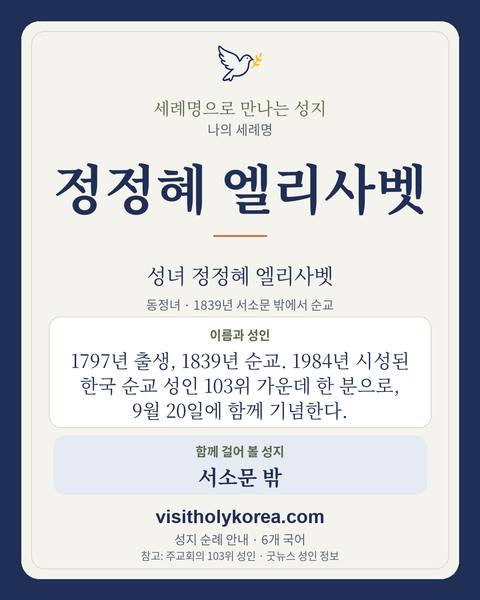 세례명으로 만나는 성지
나의 세례명
정정혜 엘리사벳
성녀 정정혜 엘리사벳
동정녀 · 1839년 서소문 밖에서 순교
이름과 성인
1797년 출생, 1839년 순교. 1984년 시성된
한국 순교 성인 103위 가운데 한 분으로,
9월 20일에 함께 기념한다.
함께 걸어 볼 성지
서소문 밖
visitholykorea.com
성지 순례 안내 · 6개 국어
참고: 주교회의 103위 성인 · 굿뉴스 성인 정보